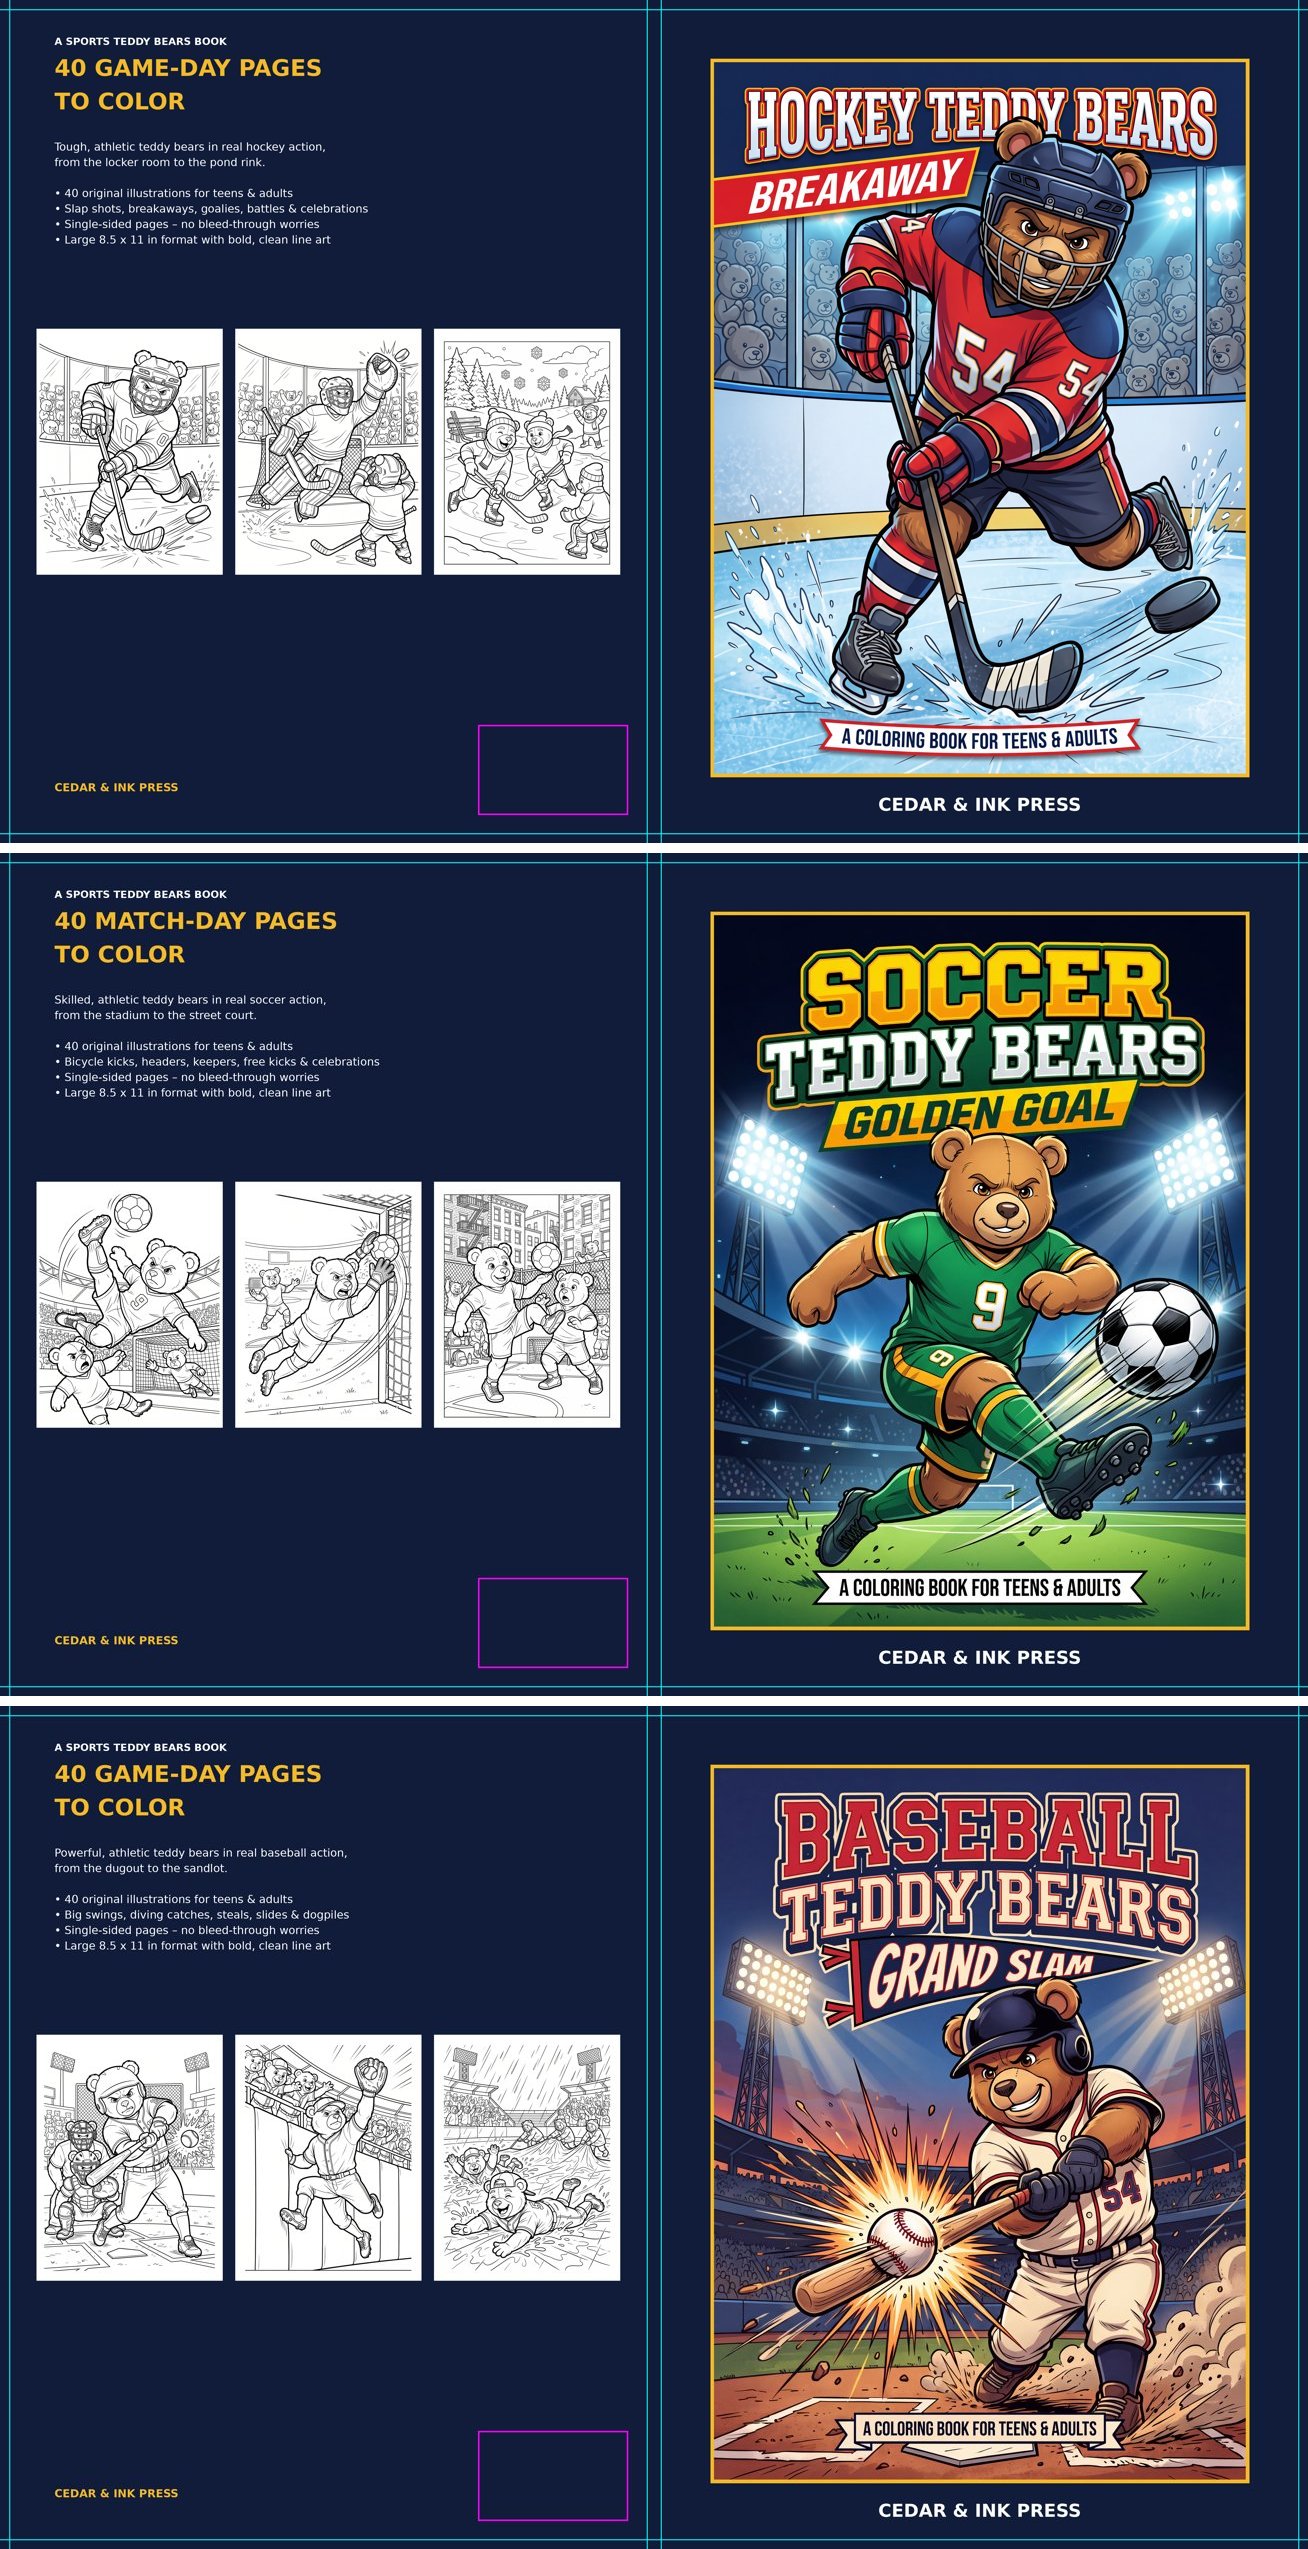 A SPORTS TEDDY BEARS BOOK
40 GAME-DAY PAGES
TO COLOR
Tough, athletic teddy bears in real hockey action,
from the locker room to the pond rink.
• 40 original illustrations for teens & adults
• Slap shots, breakaways, goalies, battles & celebrations
• Single-sided pages – no bleed-through worries
• Large 8.5 x 11 in format with bold, clean line art
CEDAR & INK PRESS
HOCKEY TEDDY BEARS
BREAKAWAY
4
54
54
A COLORING BOOK FOR TEENS & ADULTS
CEDAR & INK PRESS
A SPORTS TEDDY BEARS BOOK
40 MATCH-DAY PAGES
TO COLOR
Skilled, athletic teddy bears in real soccer action,
from the stadium to the street court.
• 40 original illustrations for teens & adults
• Bicycle kicks, headers, keepers, free kicks & celebrations
• Single-sided pages – no bleed-through worries
• Large 8.5 x 11 in format with bold, clean line art
CEDAR & INK PRESS
SOCCER
TEDDY BEARS
GOLDEN GOAL
9
9
A COLORING BOOK FOR TEENS & ADULTS
CEDAR & INK PRESS
A SPORTS TEDDY BEARS BOOK
40 GAME-DAY PAGES
TO COLOR
Powerful, athletic teddy bears in real baseball action,
from the dugout to the sandlot.
• 40 original illustrations for teens & adults
• Big swings, diving catches, steals, slides & dogpiles
• Single-sided pages – no bleed-through worries
• Large 8.5 x 11 in format with bold, clean line art
CEDAR & INK PRESS
BASEBALL
TEDDY BEARS
GRAND SLAM
54
A COLORING BOOK FOR TEENS & ADULTS
CEDAR & INK PRESS